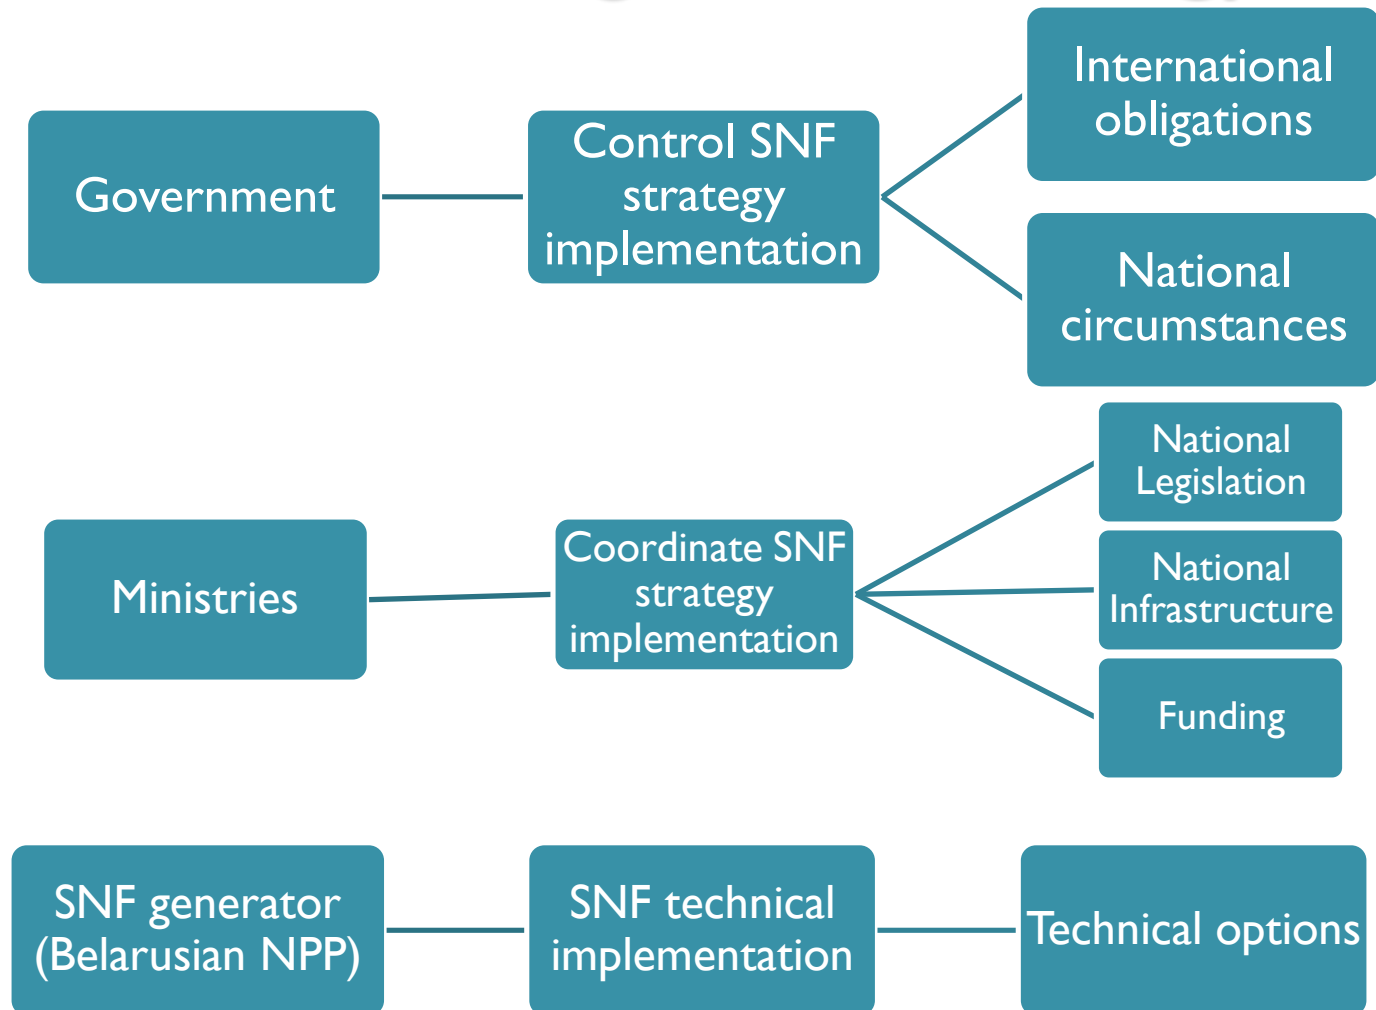 Government
Control SNF
strategy
implementation
International
obligations
National
circumstances
Ministries
Coordinate SNF
strategy
implementation
National
Legislation
National
Infrastructure
Funding
SNF generator
(Belarusian NPP)
SNF technical
implementation
Technical options